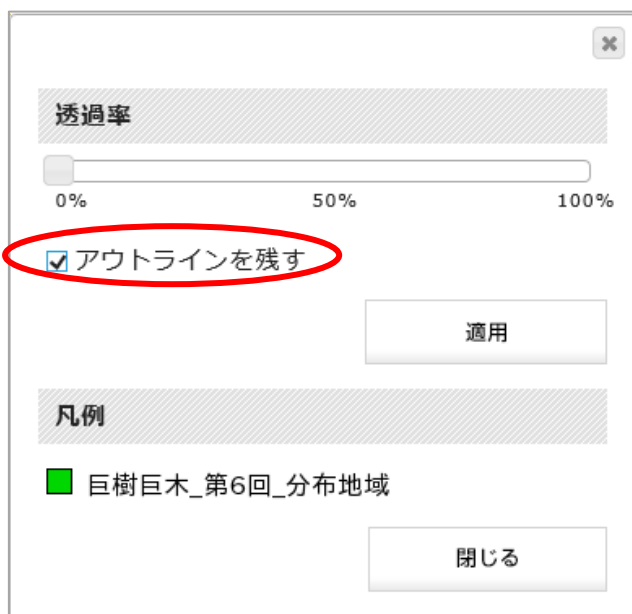 透過率
0% 50% 100%
アウトラインを残す
適用
凡例
巨樹巨木_第6回_分布地域
閉じる